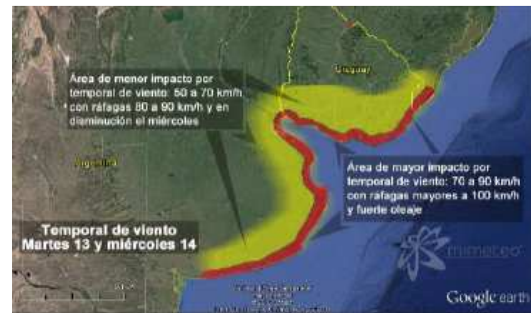 Área de menor impacto por
temporal de viento: 50 a 70 km/h
con ráfagas 80 a 90 km/h y en
disminución el miércoles
Uruguay
Argentina
Área de mayor impacto por
temporal de viento: 70 a 90 km/h
con ráfagas mayores a 100 km/h
y fuerte oleaje
Temporal de viento
Martes 13 y miércoles 14
mimeteo
Google earth